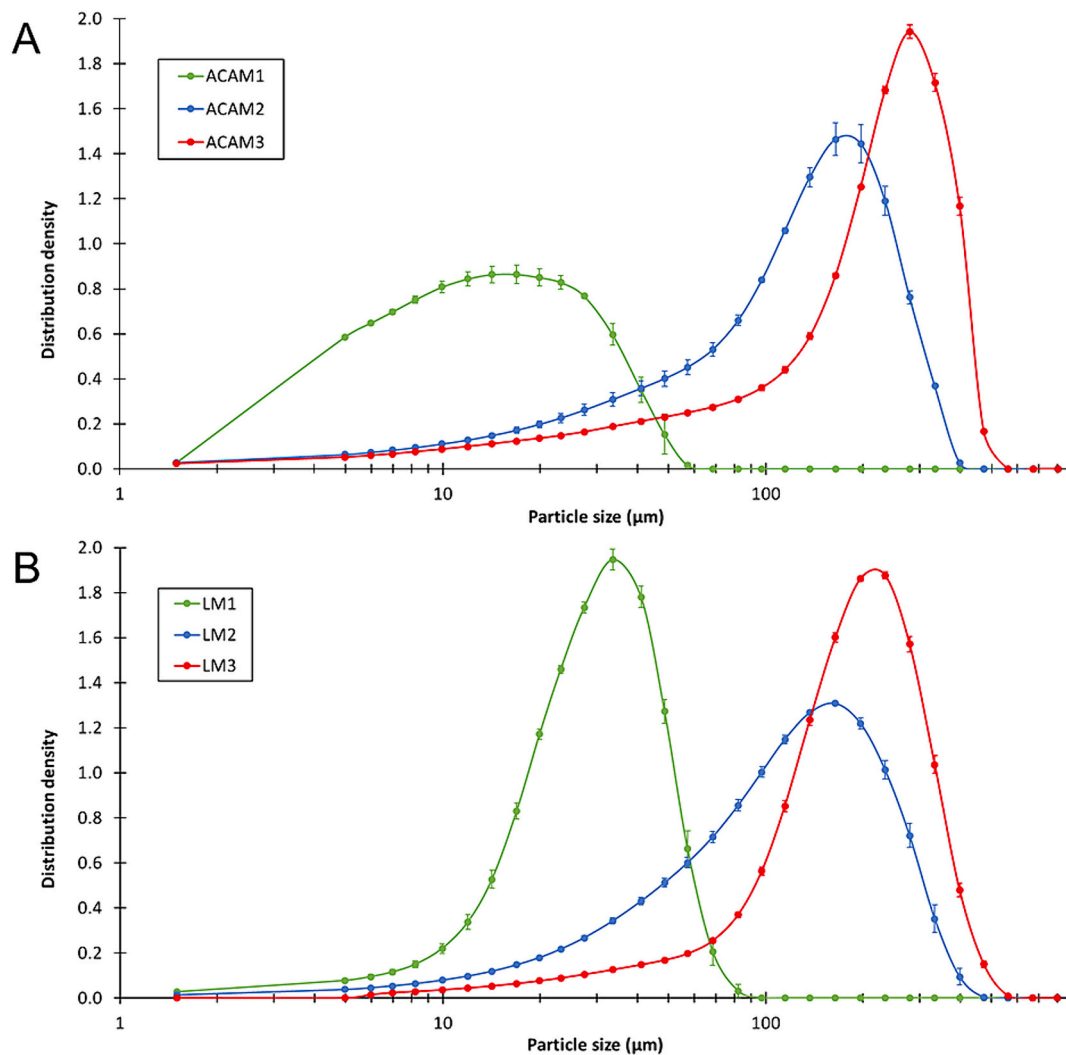 A
2.0
1.8
1.6
1.4
1.2
1.0
0.8
0.6
0.4
0.2
0.0
Distribution density
ACAM1
ACAM2
ACAM3
1 10 100
Particle size (µm)
B
2.0
1.8
1.6
1.4
1.2
1.0
0.8
0.6
0.4
0.2
0.0
Distribution density
LM1
LM2
LM3
1 10 100
Particle size (µm)